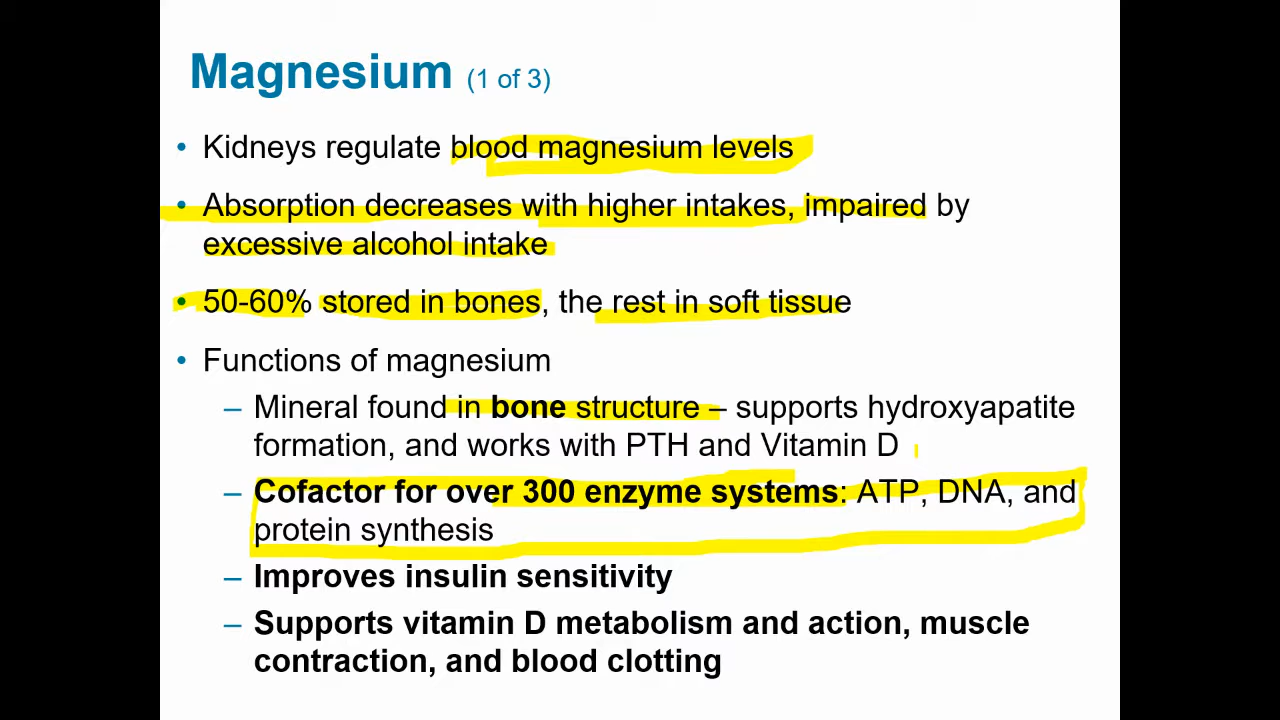 Magnesium (1 of 3)
• Kidneys regulate blood magnesium levels
• Absorption decreases with higher intakes, impaired by
excessive alcohol intake
• 50-60% stored in bones, the rest in soft tissue
• Functions of magnesium
– Mineral found in bone structure – supports hydroxyapatite
formation, and works with PTH and Vitamin D
– Cofactor for over 300 enzyme systems: ATP, DNA, and
protein synthesis
– Improves insulin sensitivity
– Supports vitamin D metabolism and action, muscle
contraction, and blood clotting